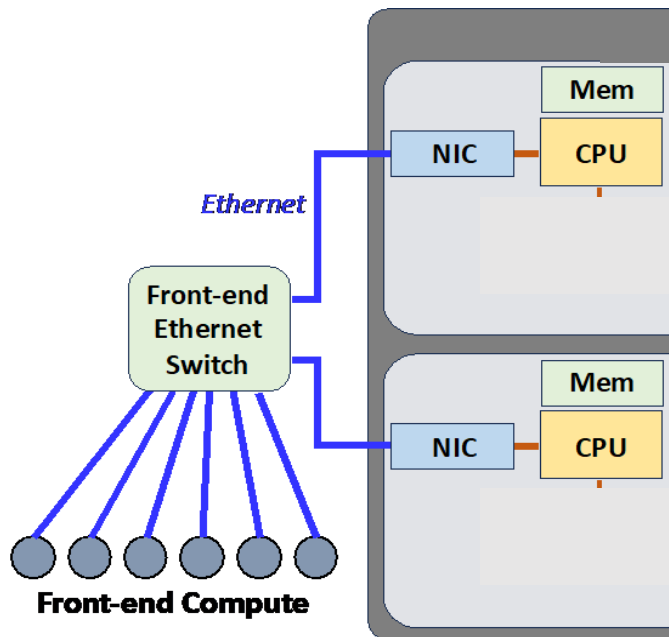 Mem
NIC
CPU
Ethernet
Front-end
Ethernet
Switch
Mem
NIC
CPU
Front-end Compute